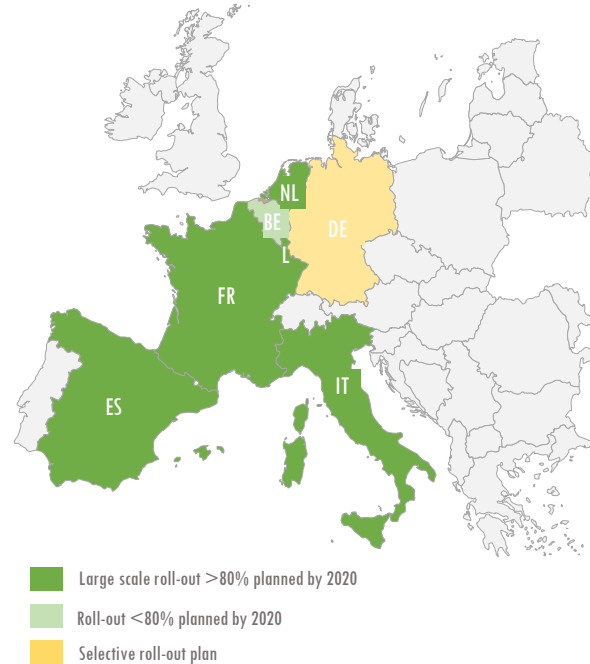 NL
BE
DE
L
FR
IT
ES
Large scale roll-out >80% planned by 2020
Roll-out <80% planned by 2020
Selective roll-out plan